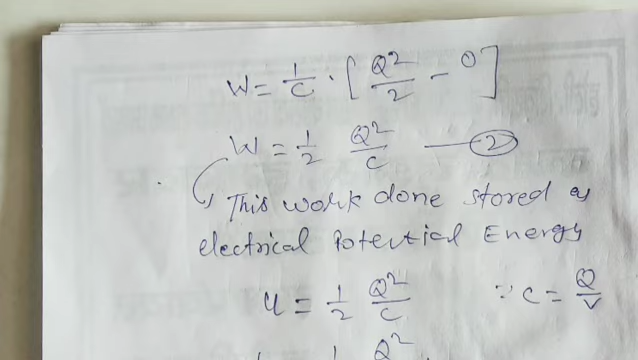 W = 1/C · [Q²/2 - 0]
W = 1/2 Q²/C —②
This work done stored as
electrical Potential Energy
U = 1/2 Q²/C ∵ C = Q/V
Q²